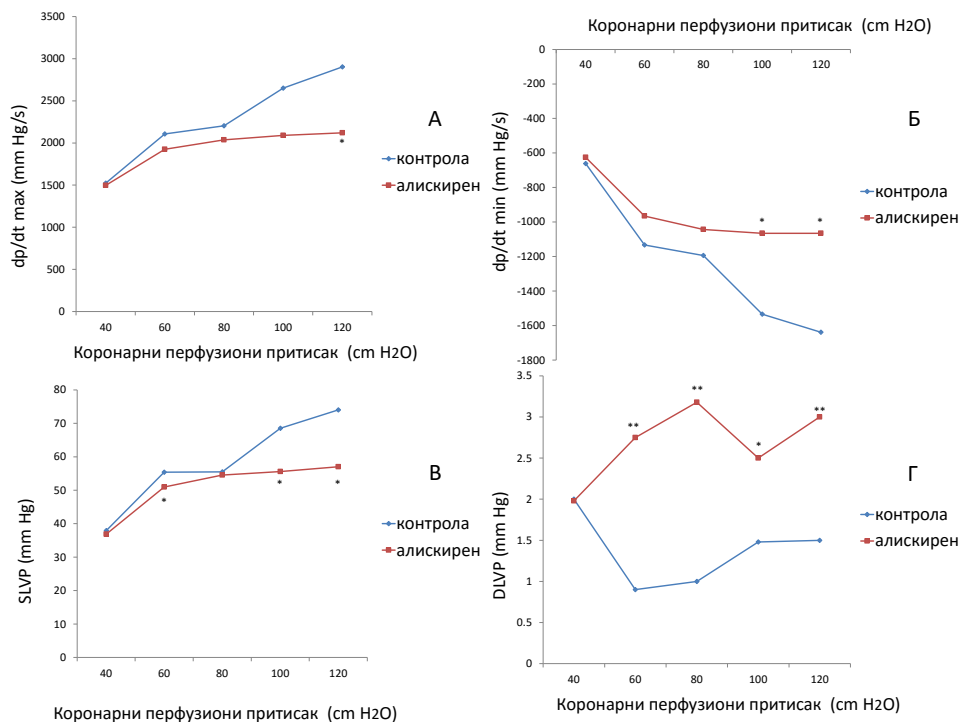 3500
3000
2500
2000
1500
1000
500
0
40 60 80 100 120
dp/dt max (mm Hg/s)
Коронарни перфузиони притисак (cm H2O)
А
контрола
алискирен
*
Коронарни перфузиони притисак (cm H2O)
40 60 80 100 120
0
-200
-400
-600
-800
-1000
-1200
-1400
-1600
-1800
dp/dt min (mm Hg/s)
Б
контрола
алискирен
* *
80
70
60
50
40
30
20
10
0
40 60 80 100 120
SLVP (mm Hg)
Коронарни перфузиони притисак (cm H2O)
В
контрола
алискирен
* * *
3.5
3
2.5
2
1.5
1
0.5
0
40 60 80 100 120
DLVP (mm Hg)
Коронарни перфузиони притисак (cm H2O)
Г
контрола
алискирен
** ** * **